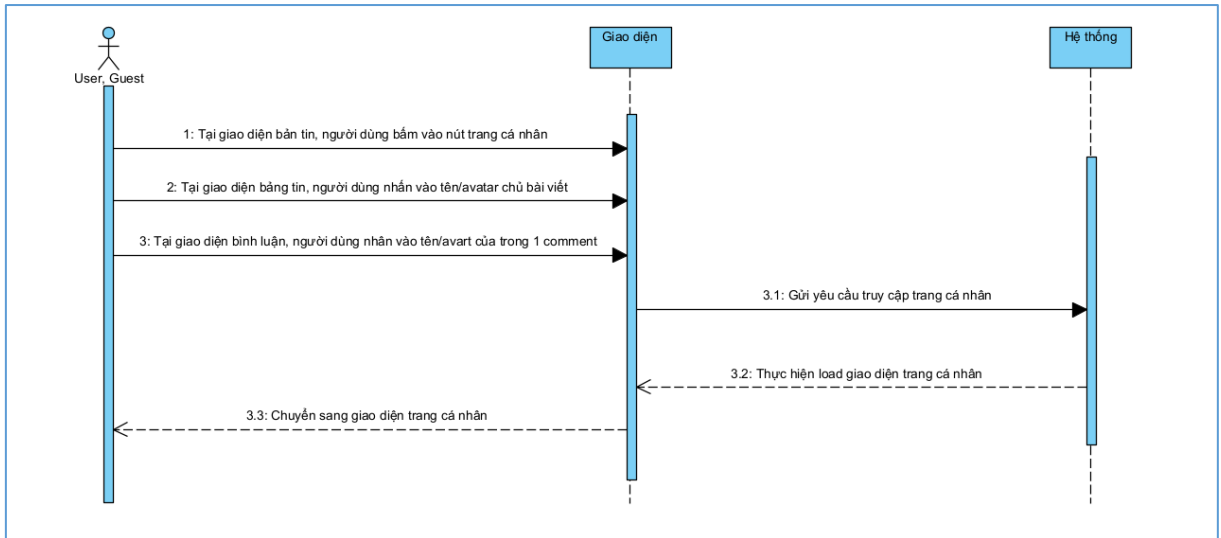 Giao diện
Hệ thống
User, Guest
1: Tại giao diện bản tin, người dùng bấm vào nút trang cá nhân
2: Tại giao diện bảng tin, người dùng nhấn vào tên/avatar chủ bài viết
3: Tại giao diện bình luận, người dùng nhân vào tên/avart của trong 1 comment
3.1: Gửi yêu cầu truy cập trang cá nhân
3.2: Thực hiện load giao diện trang cá nhân
3.3: Chuyển sang giao diện trang cá nhân